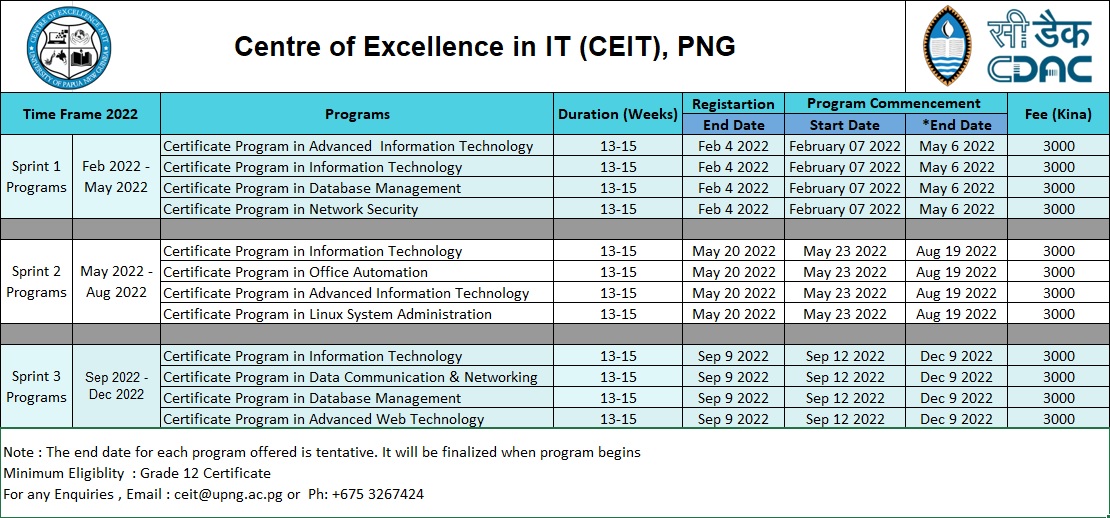 CENTRE OF EXCELLENCE IN IT
UNIVERSITY OF PAPUA NEW GUINEA
Centre of Excellence in IT (CEIT), PNG
सी डैक
CDAC
Time Frame 2022 Programs Duration (Weeks) Registartion Program Commencement Fee (Kina)
End Date Start Date *End Date
Sprint 1 Programs Feb 2022 - May 2022
Certificate Program in Advanced Information Technology 13-15 Feb 4 2022 February 07 2022 May 6 2022 3000
Certificate Program in Information Technology 13-15 Feb 4 2022 February 07 2022 May 6 2022 3000
Certificate Program in Database Management 13-15 Feb 4 2022 February 07 2022 May 6 2022 3000
Certificate Program in Network Security 13-15 Feb 4 2022 February 07 2022 May 6 2022 3000
Sprint 2 Programs May 2022 - Aug 2022
Certificate Program in Information Technology 13-15 May 20 2022 May 23 2022 Aug 19 2022 3000
Certificate Program in Office Automation 13-15 May 20 2022 May 23 2022 Aug 19 2022 3000
Certificate Program in Advanced Information Technology 13-15 May 20 2022 May 23 2022 Aug 19 2022 3000
Certificate Program in Linux System Administration 13-15 May 20 2022 May 23 2022 Aug 19 2022 3000
Sprint 3 Programs Sep 2022 - Dec 2022
Certificate Program in Information Technology 13-15 Sep 9 2022 Sep 12 2022 Dec 9 2022 3000
Certificate Program in Data Communication & Networking 13-15 Sep 9 2022 Sep 12 2022 Dec 9 2022 3000
Certificate Program in Database Management 13-15 Sep 9 2022 Sep 12 2022 Dec 9 2022 3000
Certificate Program in Advanced Web Technology 13-15 Sep 9 2022 Sep 12 2022 Dec 9 2022 3000
Note : The end date for each program offered is tentative. It will be finalized when program begins
Minimum Eligiblity : Grade 12 Certificate
For any Enquiries , Email : ceit@upng.ac.pg or Ph: +675 3267424